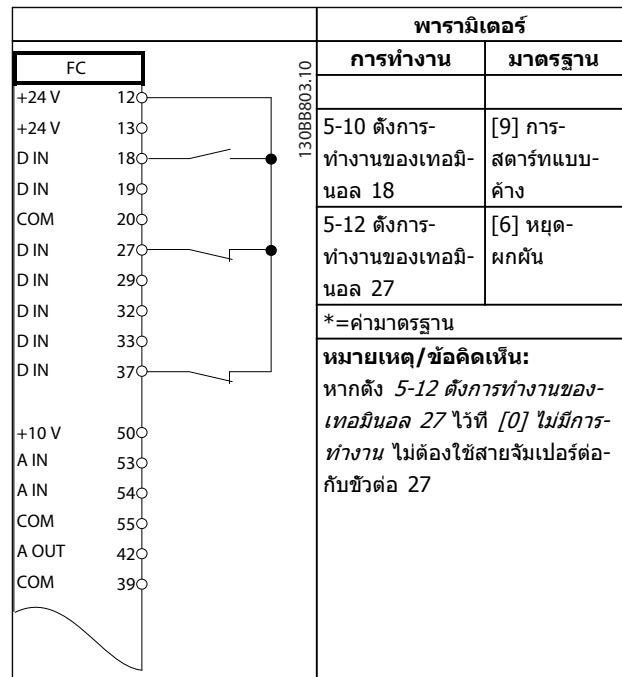 FC
+24 V 12
+24 V 13
D IN 18
D IN 19
COM 20
D IN 27
D IN 29
D IN 32
D IN 33
D IN 37
+10 V 50
A IN 53
A IN 54
COM 55
A OUT 42
COM 39
130BB803.10
พารามิเตอร์
การทำงาน มาตรฐาน
5-10 ตั้งการ- [9] การ-
ทำงานของเทอมิ- สตาร์ทแบบ-
นอล 18 ค้าง
5-12 ตั้งการ- [6] หยุด-
ทำงานของเทอมิ- ผกผัน
นอล 27
*=ค่ามาตรฐาน
หมายเหตุ/ข้อคิดเห็น:
หากตั้ง 5-12 ตั้งการทำงานของ-
เทอมินอล 27 ไว้ที่ [0] ไม่มีการ-
ทำงาน ไม่ต้องใช้สายจัมเปอร์ต่อ-
กับขั้วต่อ 27